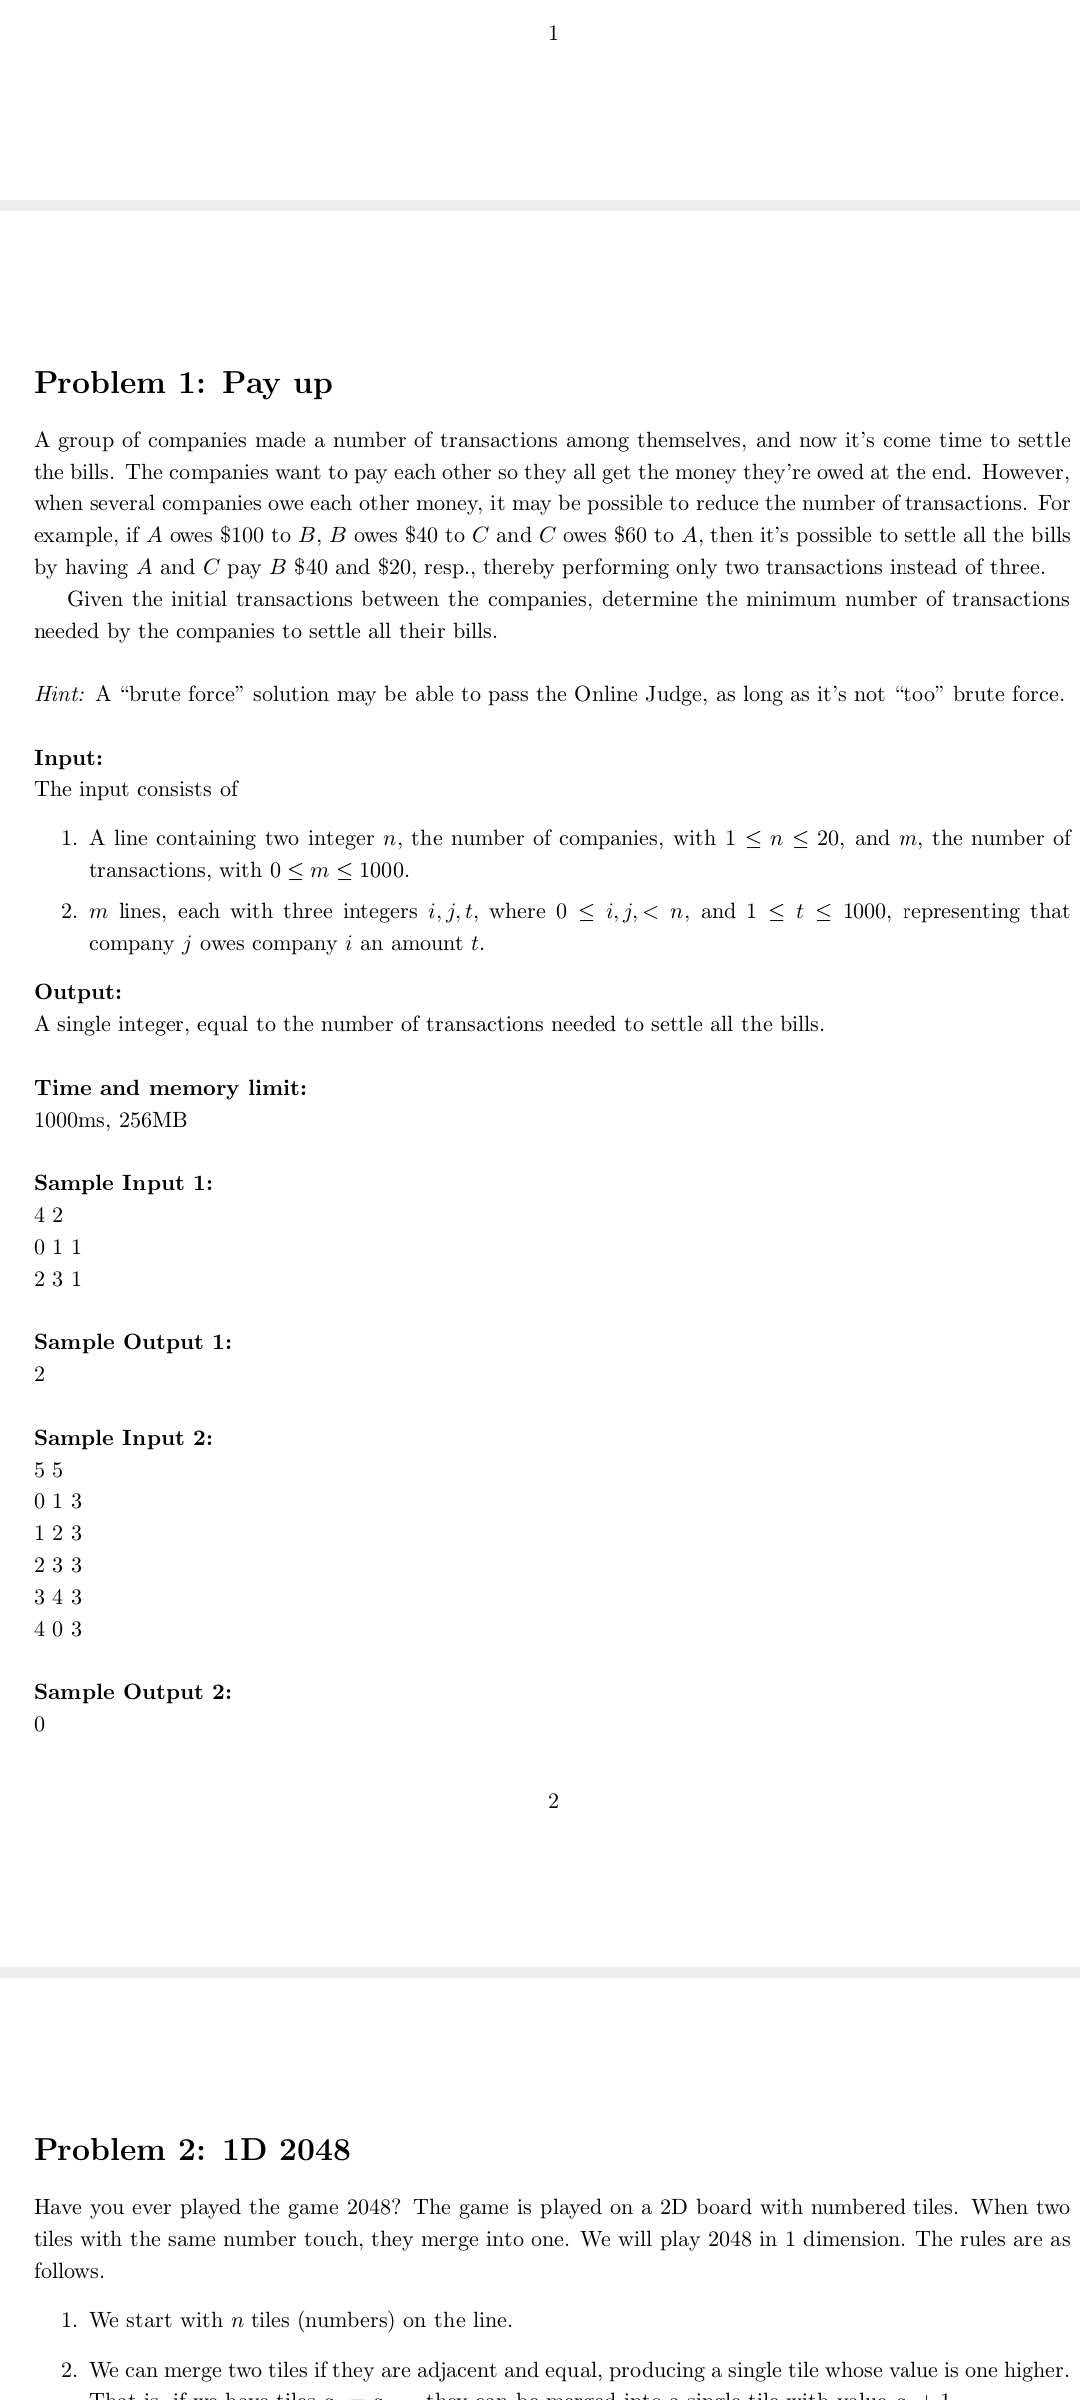 1
Problem 1: Pay up
A group of companies made a number of transactions among themselves, and now it's come time to settle
the bills. The companies want to pay each other so they all get the money they're owed at the end. However,
when several companies owe each other money, it may be possible to reduce the number of transactions. For
example, if A owes $100 to B, B owes $40 to C and C owes $60 to A, then it's possible to settle all the bills
by having A and C pay B $40 and $20, resp., thereby performing only two transactions instead of three.
Given the initial transactions between the companies, determine the minimum number of transactions
needed by the companies to settle all their bills.
Hint: A “brute force” solution may be able to pass the Online Judge, as long as it's not “too” brute force.
Input:
The input consists of
1. A line containing two integer n, the number of companies, with 1 ≤ n ≤ 20, and m, the number of
transactions, with 0 ≤ m ≤ 1000.
2. m lines, each with three integers i, j, t, where 0 ≤ i, j, < n, and 1 ≤ t ≤ 1000, representing that
company j owes company i an amount t.
Output:
A single integer, equal to the number of transactions needed to settle all the bills.
Time and memory limit:
1000ms, 256MB
Sample Input 1:
4 2
0 1 1
2 3 1
Sample Output 1:
2
Sample Input 2:
5 5
0 1 3
1 2 3
2 3 3
3 4 3
4 0 3
Sample Output 2:
0
2
Problem 2: 1D 2048
Have you ever played the game 2048? The game is played on a 2D board with numbered tiles. When two
tiles with the same number touch, they merge into one. We will play 2048 in 1 dimension. The rules are as
follows.
1. We start with n tiles (numbers) on the line.
2. We can merge two tiles if they are adjacent and equal, producing a single tile whose value is one higher.